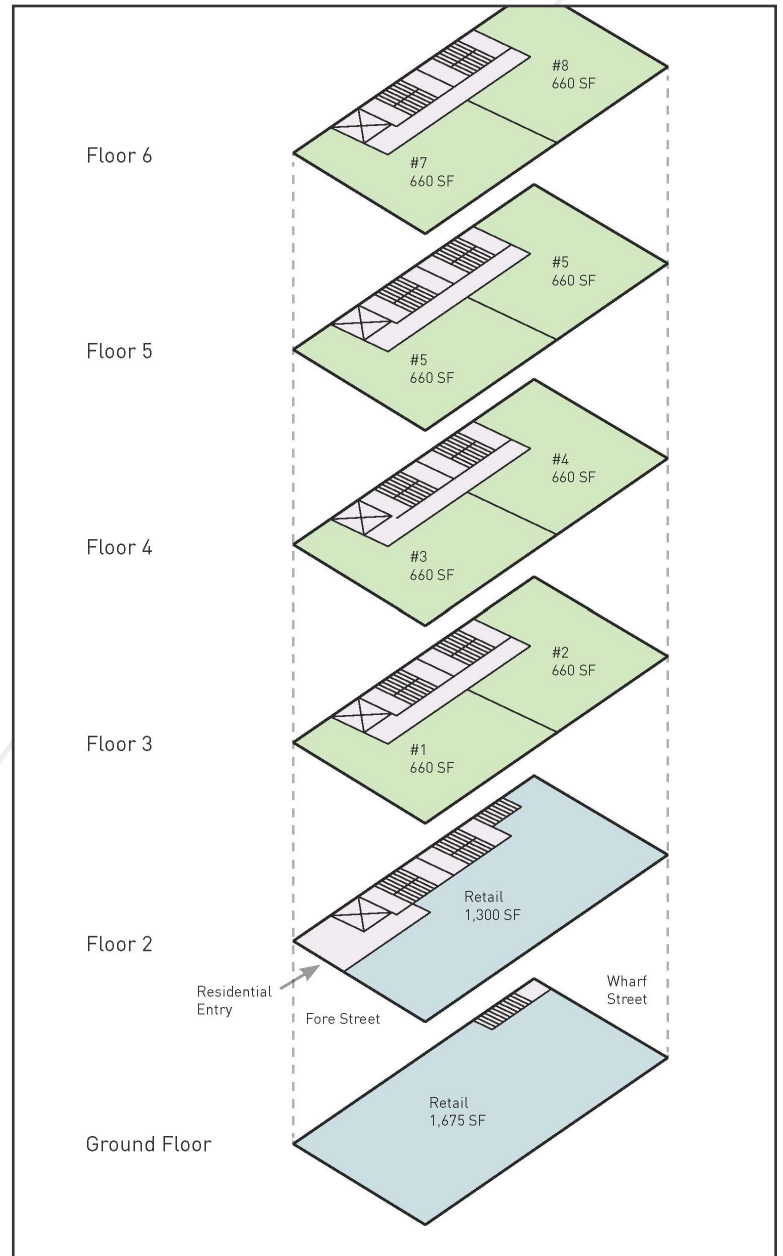 #8
660 SF
Floor 6
#7
660 SF
#5
660 SF
Floor 5
#5
660 SF
#4
660 SF
Floor 4
#3
660 SF
#2
660 SF
Floor 3
#1
660 SF
Retail
1,300 SF
Floor 2
Residential
Entry
Fore Street
Wharf
Street
Retail
1,675 SF
Ground Floor